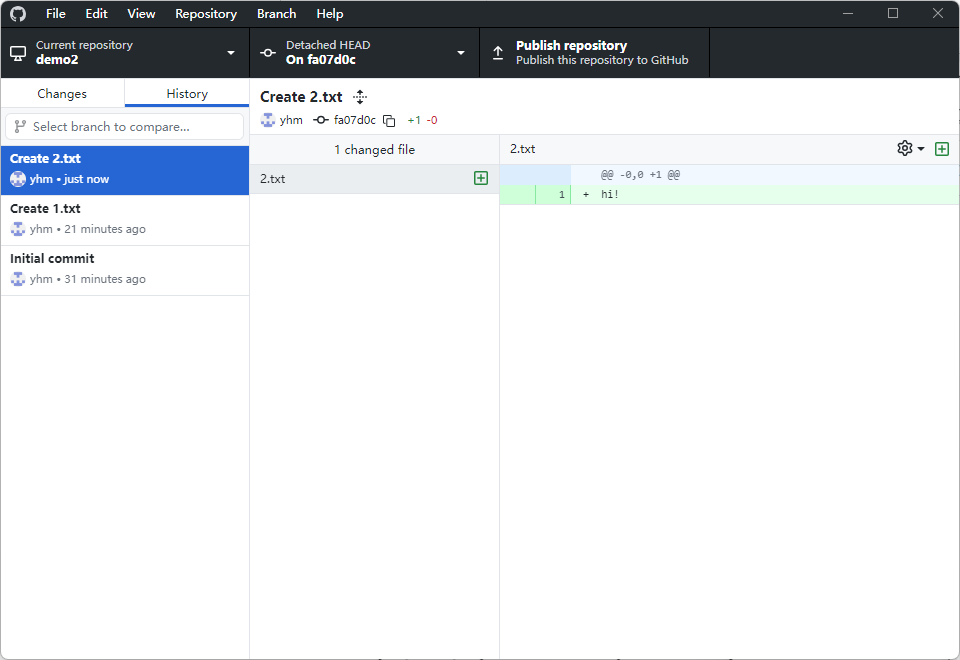 File Edit View Repository Branch Help
Current repository
demo2
Detached HEAD
On fa07d0c
Publish repository
Publish this repository to GitHub
Changes
History
Select branch to compare...
Create 2.txt
yhm • just now
Create 1.txt
yhm • 21 minutes ago
Initial commit
yhm • 31 minutes ago
Create 2.txt
yhm fa07d0c +1 -0
1 changed file
2.txt
2.txt
@@ -0,0 +1 @@
1 + hi!